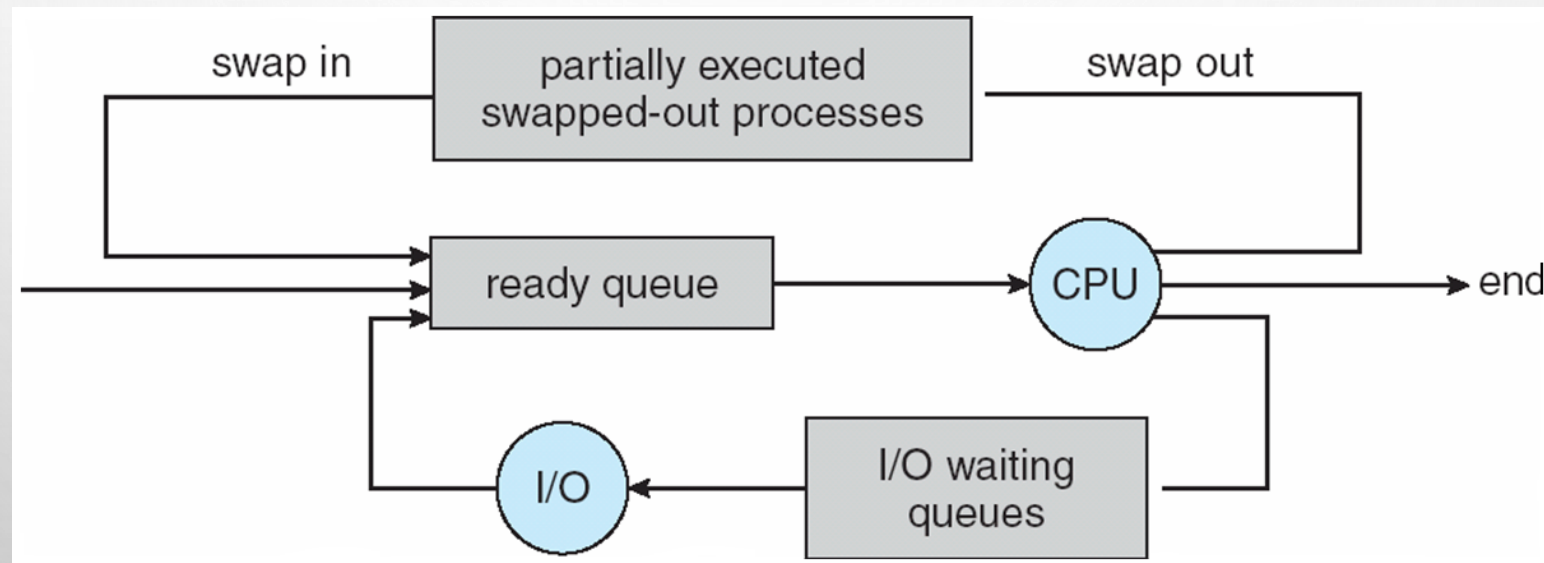 swap in
partially executed
swapped-out processes
swap out
ready queue
CPU
end
I/O
I/O waiting
queues